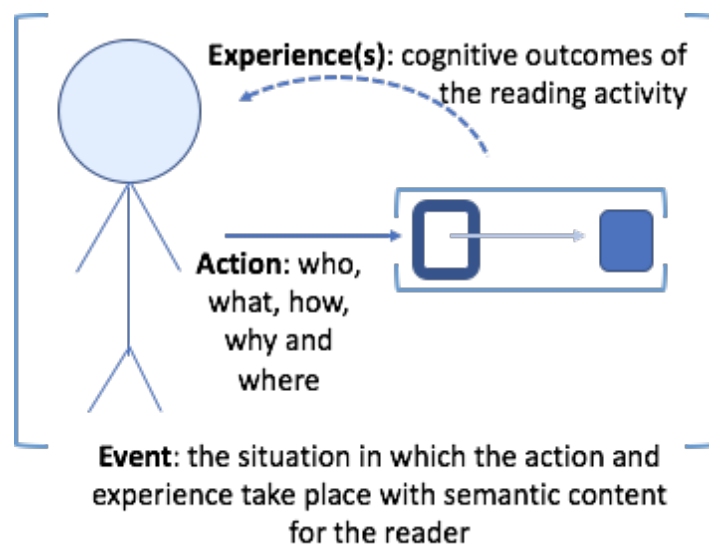 Experience(s): cognitive outcomes of
the reading activity
Action: who,
what, how,
why and
where
Event: the situation in which the action and
experience take place with semantic content
for the reader